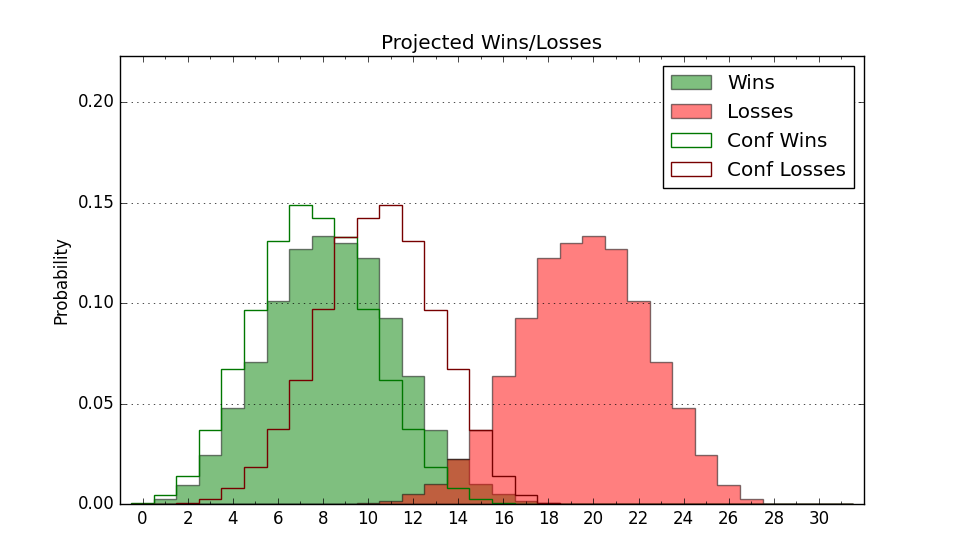 Projected Wins/Losses
Wins
Losses
Conf Wins
Conf Losses
Probability
0.20
0.15
0.10
0.05
0.00
0 2 4 6 8 10 12 14 16 18 20 22 24 26 28 30